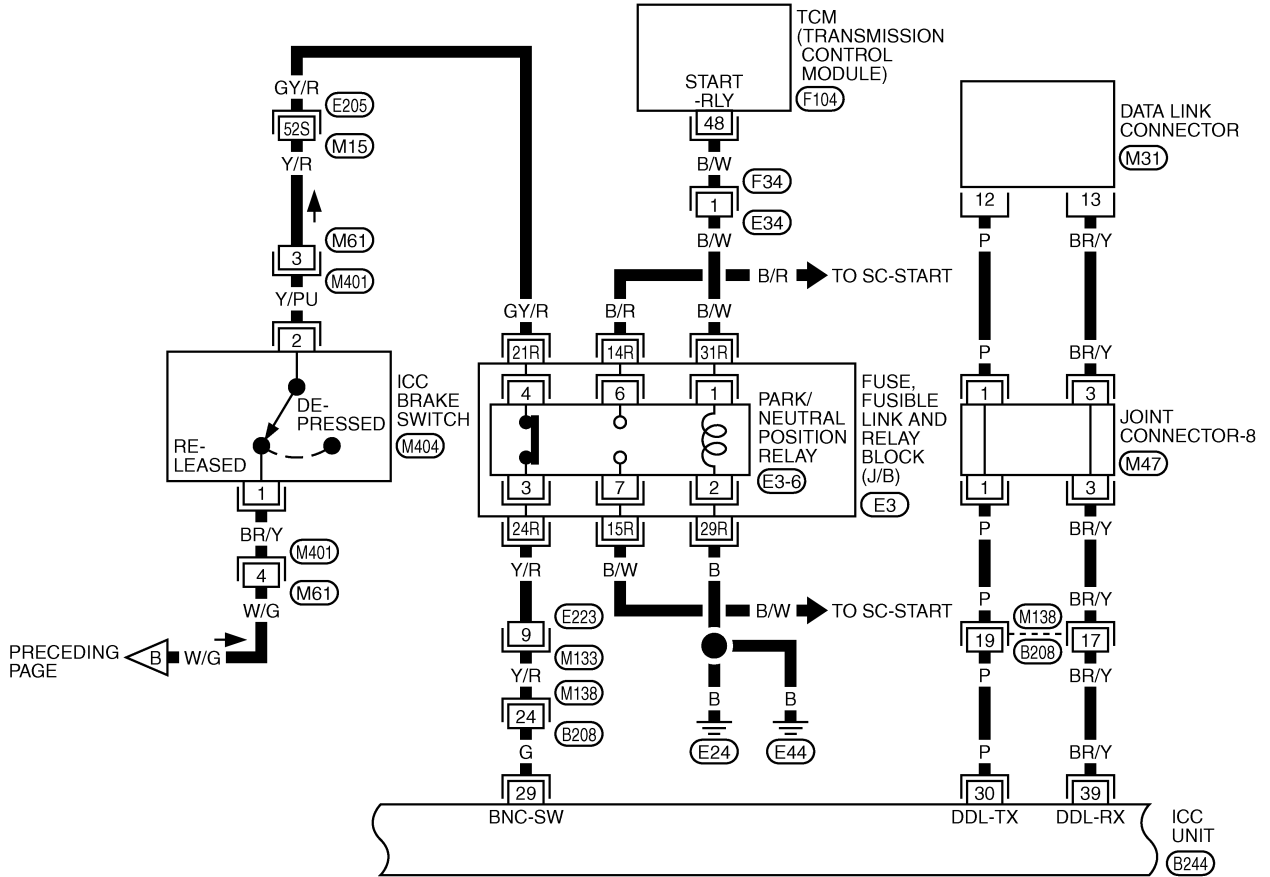 TCM
(TRANSMISSION
CONTROL
MODULE)
F104
START
-RLY
48
B/W
F34
1
E34
B/W
B/R
TO SC-START
GY/R
E205
52S
M15
Y/R
M61
3
M401
Y/PU
2
ICC
BRAKE
SWITCH
M404
DE-
PRESSED
RE-
LEASED
1
BR/Y
M401
4
M61
W/G
PRECEDING
PAGE
B
W/G
GY/R
B/R
B/W
21R
14R
31R
4
6
1
PARK/
NEUTRAL
POSITION
RELAY
E3-6
FUSE,
FUSIBLE
LINK AND
RELAY
BLOCK
(J/B)
E3
3
7
2
24R
15R
29R
Y/R
B/W
B
B/W
TO SC-START
E223
9
M133
Y/R
M138
24
B208
G
29
BNC-SW
B
B
E24
E44
DATA LINK
CONNECTOR
M31
12
13
P
BR/Y
P
BR/Y
1
3
JOINT
CONNECTOR-8
M47
1
3
P
BR/Y
P
BR/Y
M138
19
17
B208
P
BR/Y
P
BR/Y
30
39
DDL-TX
DDL-RX
ICC
UNIT
B244